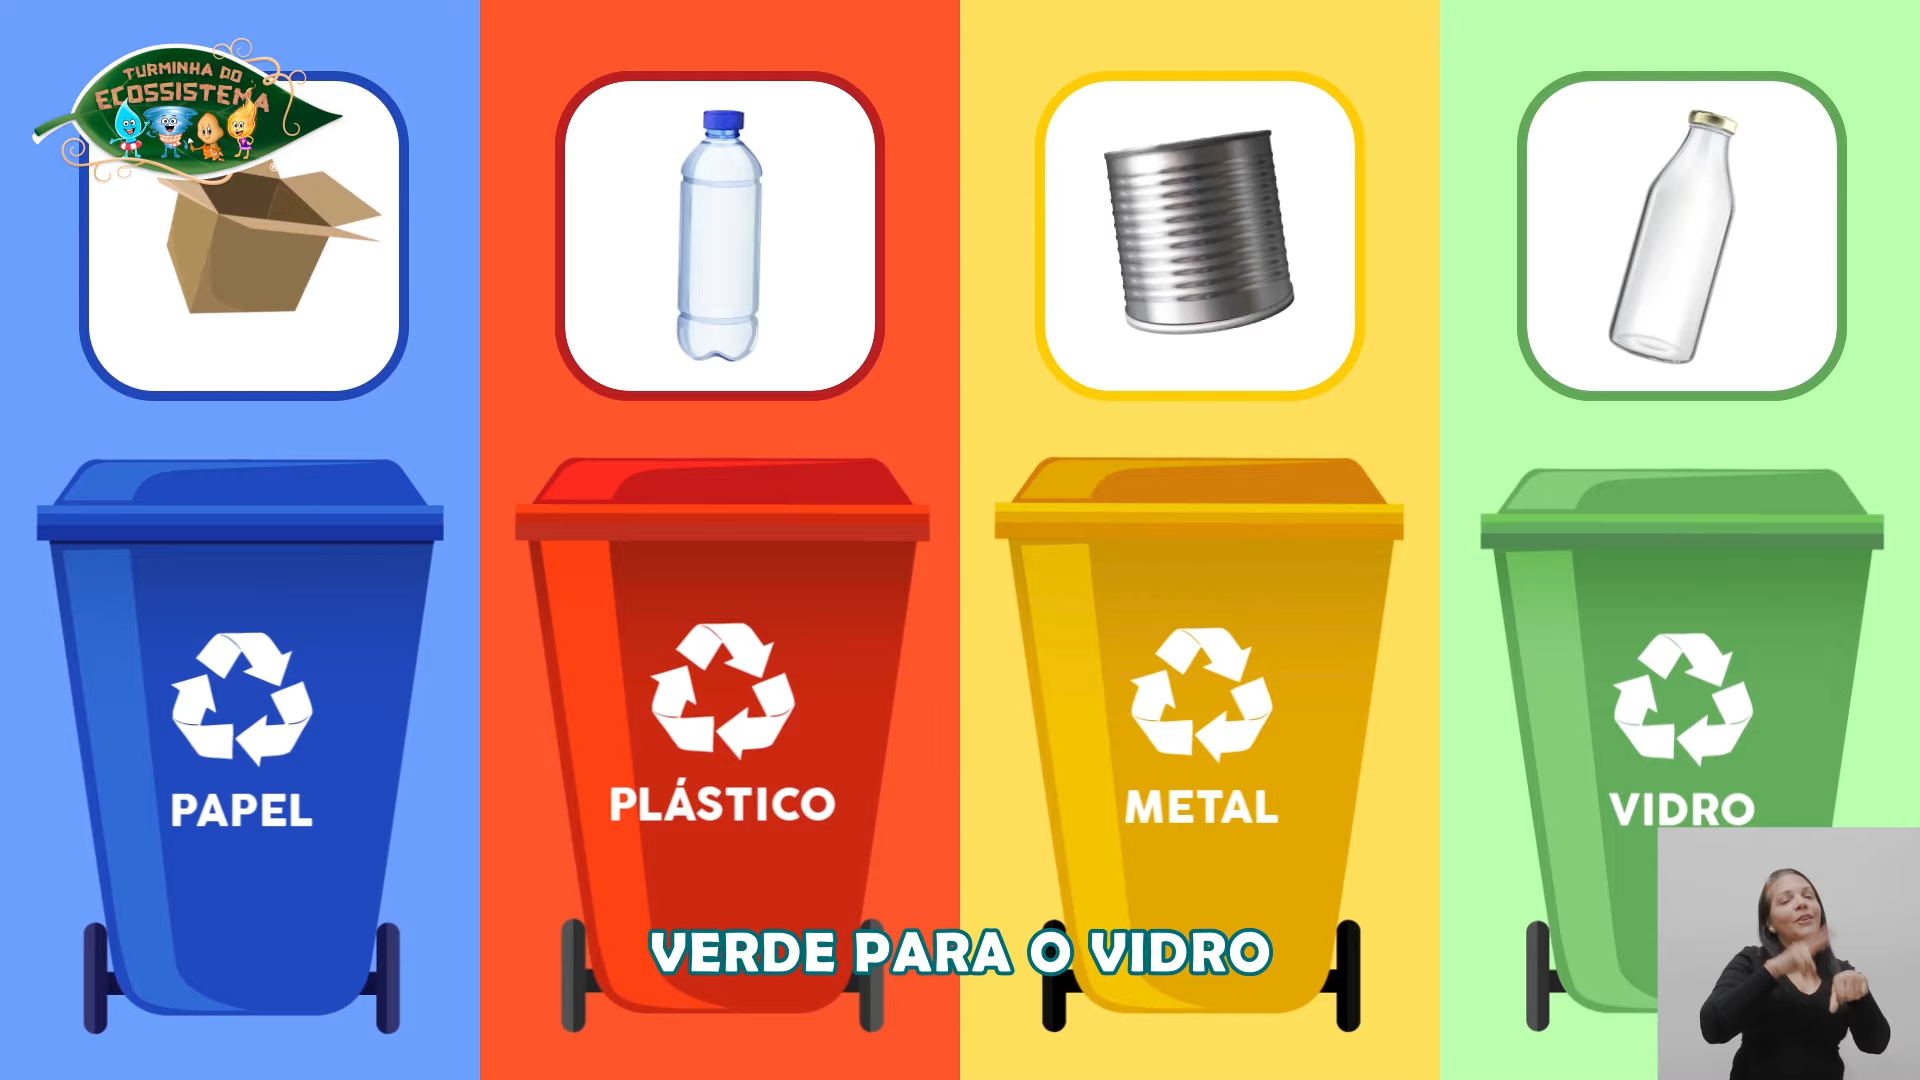 TURMINHA DO
ECOSSISTEMA
PAPEL
PLÁSTICO
METAL
VIDRO
VERDE PARA O VIDRO